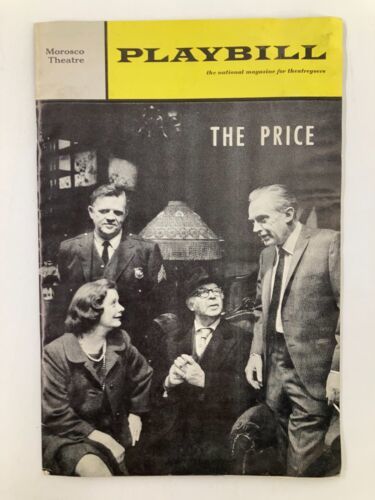 Morosco
Theatre
PLAYBILL
the national magazine for theatregoers
THE PRICE